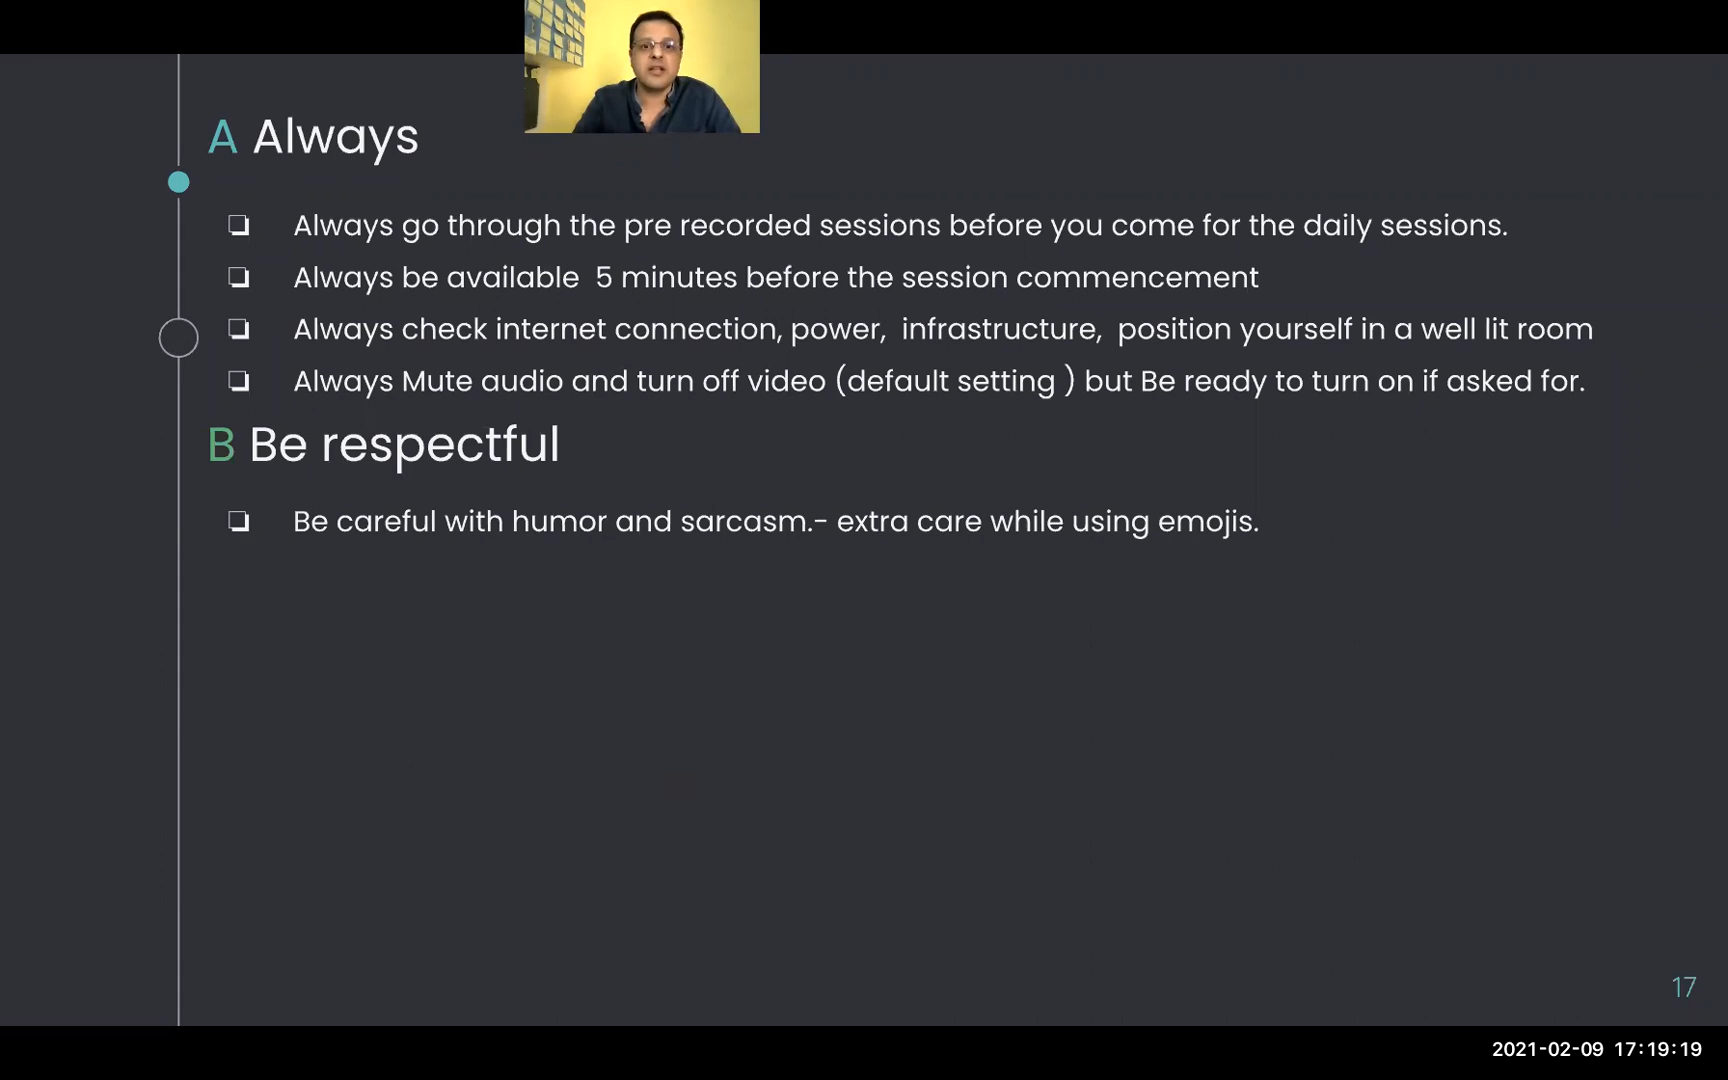 A Always
❏ Always go through the pre recorded sessions before you come for the daily sessions.
❏ Always be available  5 minutes before the session commencement
❏ Always check internet connection, power,  infrastructure,  position yourself in a well lit room
❏ Always Mute audio and turn off video (default setting ) but Be ready to turn on if asked for.
B Be respectful
❏ Be careful with humor and sarcasm.- extra care while using emojis.
17
2021-02-09 17:19:19